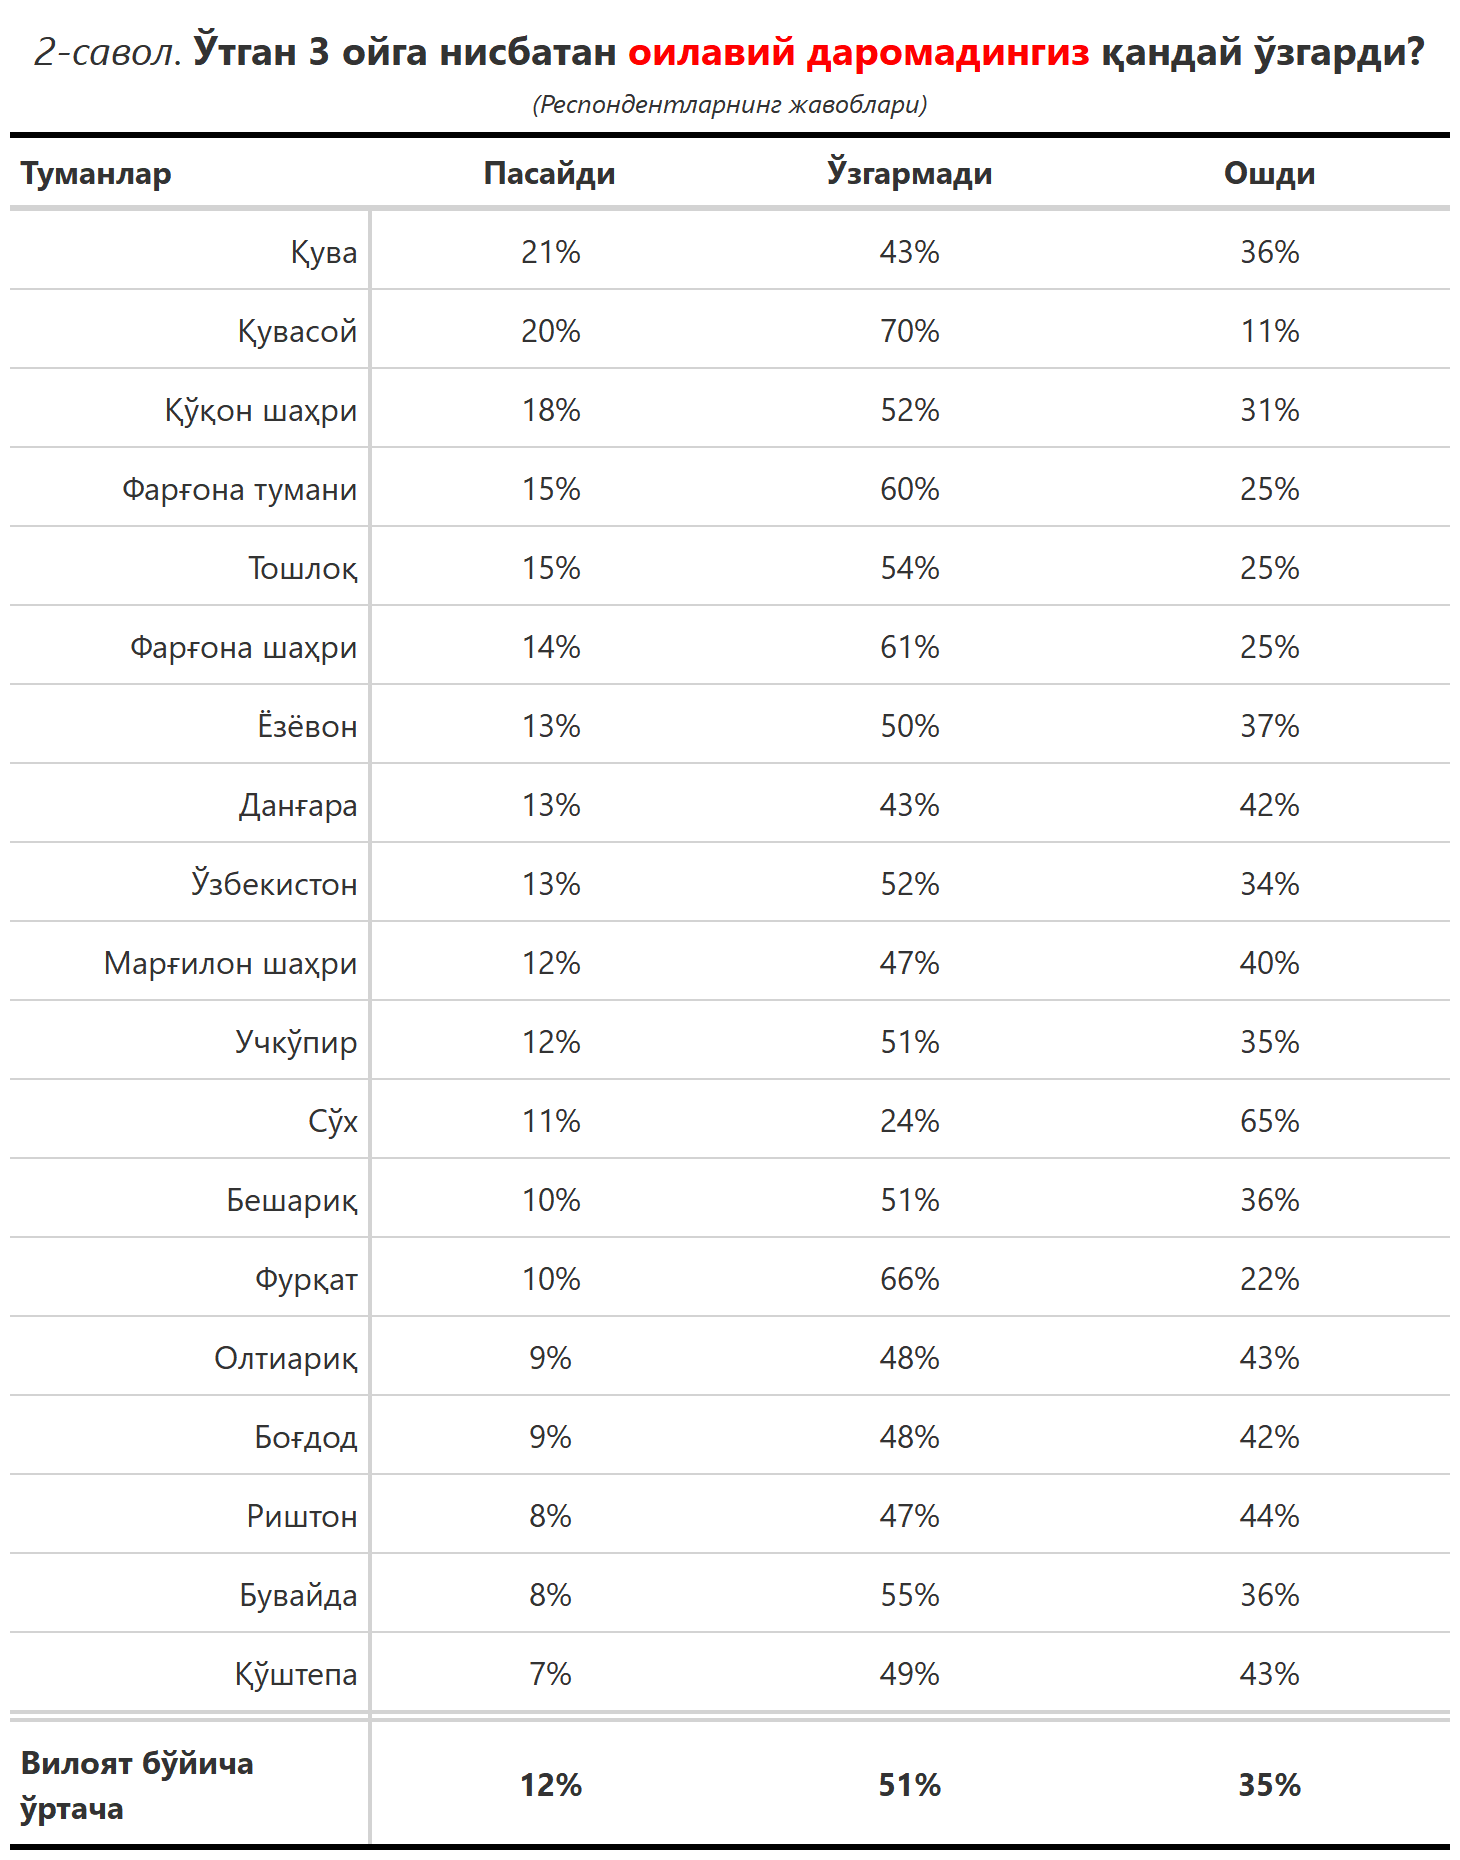 2-савол. Ўтган 3 ойга нисбатан оилавий даромадингиз қандай ўзгарди?
(Респондентларнинг жавоблари)
Туманлар Пасайди Ўзгармади Ошди
Қува 21% 43% 36%
Қувасой 20% 70% 11%
Қўқон шаҳри 18% 52% 31%
Фарғона тумани 15% 60% 25%
Тошлоқ 15% 54% 25%
Фарғона шаҳри 14% 61% 25%
Ёзёвон 13% 50% 37%
Данғара 13% 43% 42%
Ўзбекистон 13% 52% 34%
Марғилон шаҳри 12% 47% 40%
Учкўпир 12% 51% 35%
Сўх 11% 24% 65%
Бешариқ 10% 51% 36%
Фурқат 10% 66% 22%
Олтиариқ 9% 48% 43%
Боғдод 9% 48% 42%
Риштон 8% 47% 44%
Бувайда 8% 55% 36%
Қўштепа 7% 49% 43%
Вилоят бўйича
ўртача 12% 51% 35%